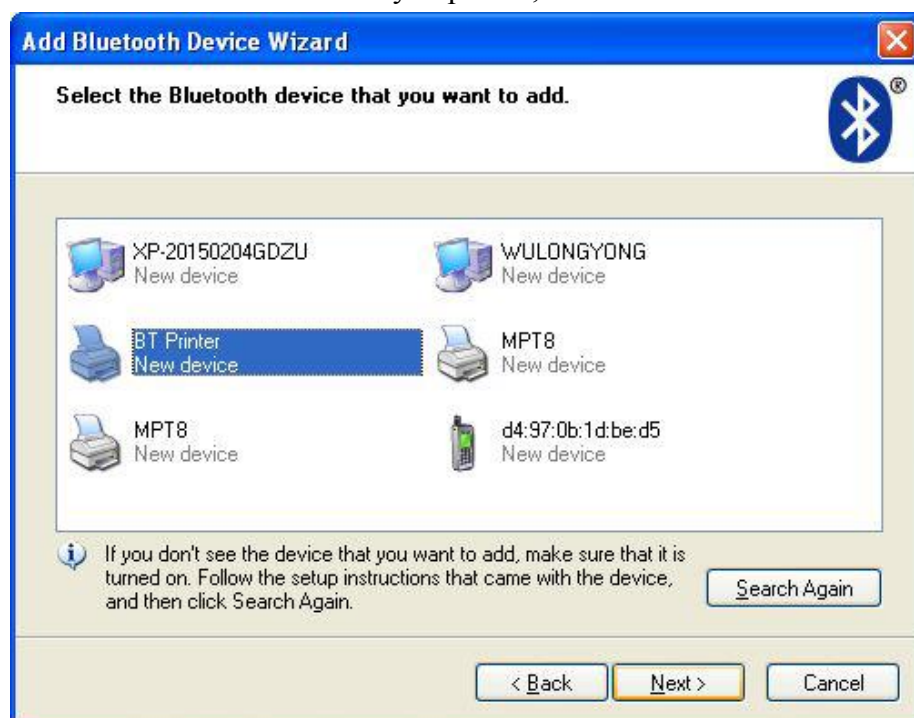 Add Bluetooth Device Wizard
Select the Bluetooth device that you want to add.
®
XP-20150204GDZU
New device
WULONGYONG
New device
BT Printer
New device
MPT8
New device
MPT8
New device
d4:97:0b:1d:be:d5
New device
If you don't see the device that you want to add, make sure that it is
turned on. Follow the setup instructions that came with the device,
and then click Search Again.
Search Again
< Back
Next >
Cancel